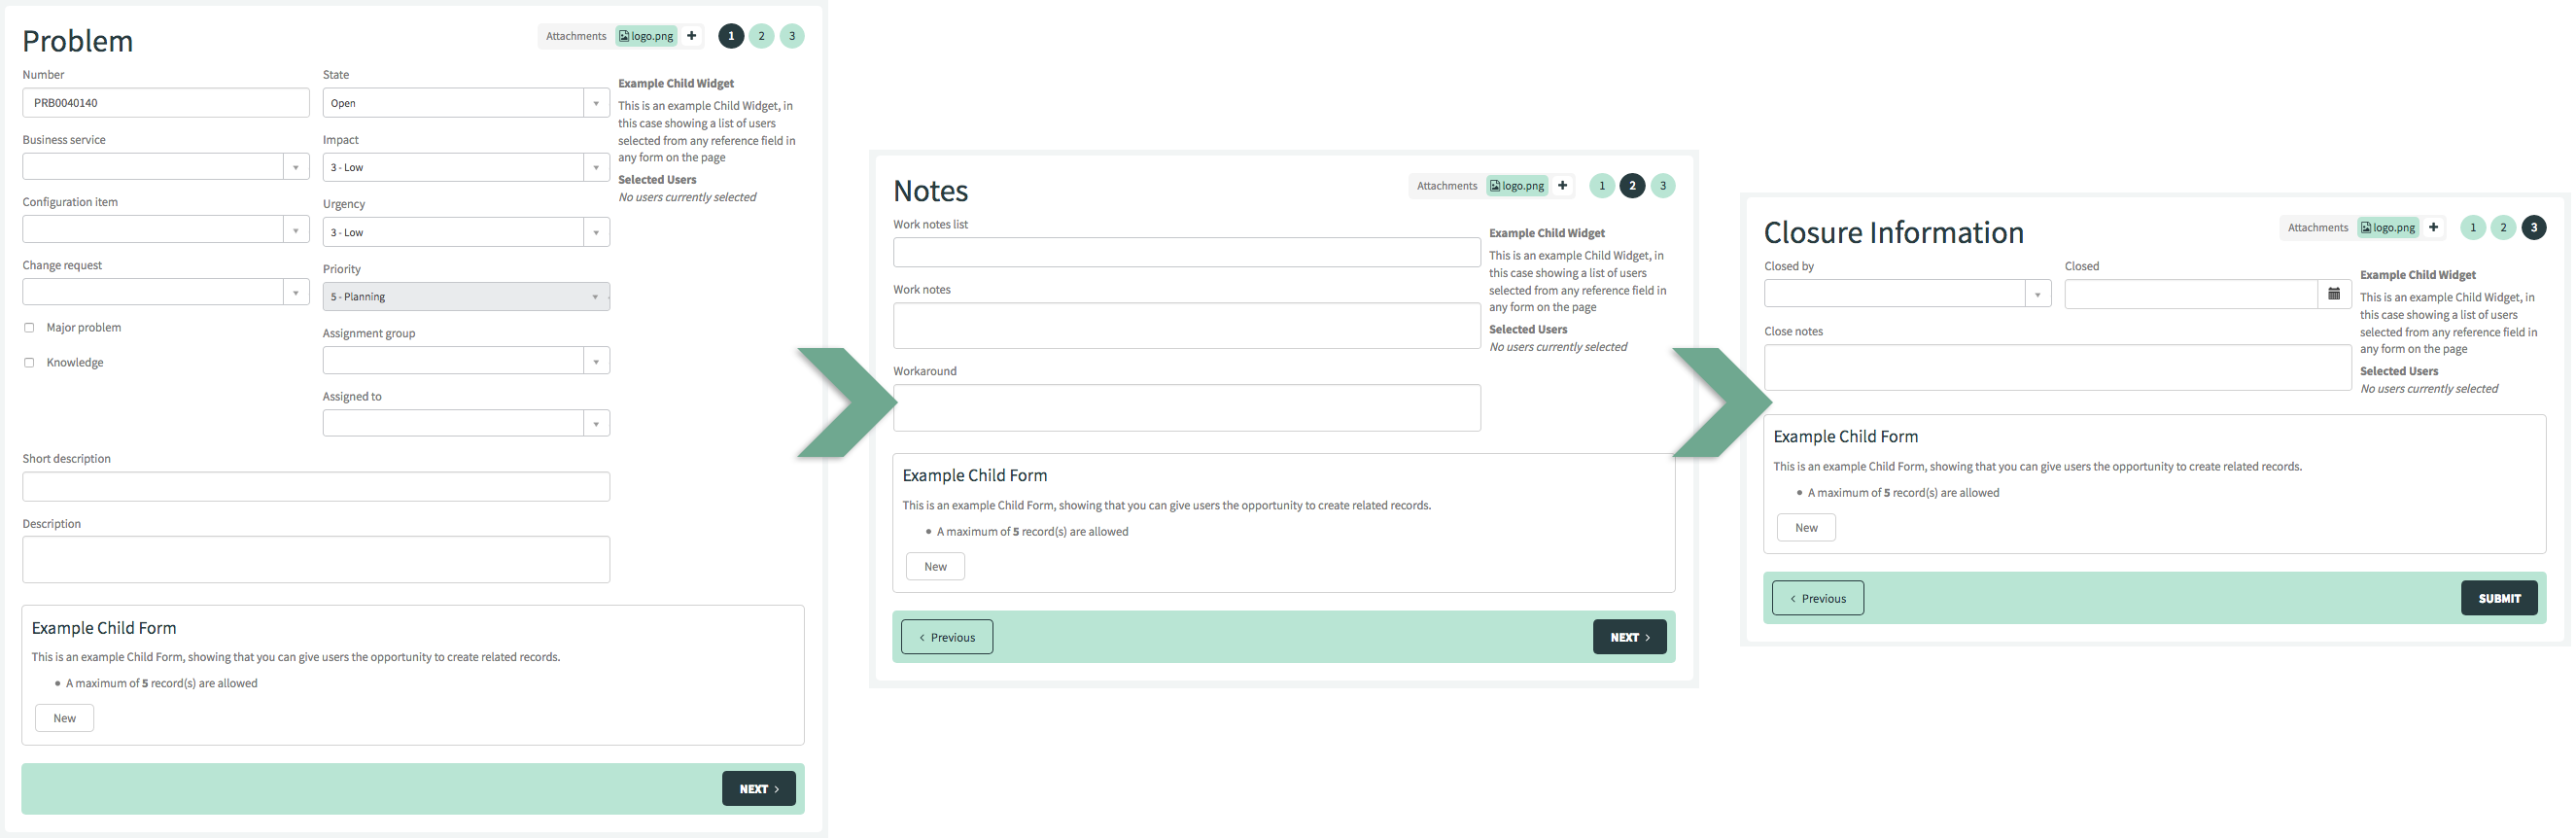 Problem
Attachments logo.png + 1 2 3
Number
PRB0040140
Business service
Configuration item
Change request
Major problem
Knowledge
State
Open
Impact
3 - Low
Urgency
3 - Low
Priority
5 - Planning
Assignment group
Assigned to
Example Child Widget
This is an example Child Widget, in
this case showing a list of users
selected from any reference field in
any form on the page
Selected Users
No users currently selected
Short description
Description
Example Child Form
This is an example Child Form, showing that you can give users the opportunity to create related records.
• A maximum of 5 record(s) are allowed
New
NEXT >
Notes
Attachments logo.png + 1 2 3
Work notes list
Work notes
Workaround
Example Child Widget
This is an example Child Widget, in
this case showing a list of users
selected from any reference field in
any form on the page
Selected Users
No users currently selected
Example Child Form
This is an example Child Form, showing that you can give users the opportunity to create related records.
• A maximum of 5 record(s) are allowed
New
< Previous
NEXT >
Closure Information
Attachments logo.png + 1 2 3
Closed by
Closed
Close notes
Example Child Widget
This is an example Child Widget, in
this case showing a list of users
selected from any reference field in
any form on the page
Selected Users
No users currently selected
Example Child Form
This is an example Child Form, showing that you can give users the opportunity to create related records.
• A maximum of 5 record(s) are allowed
New
< Previous
SUBMIT